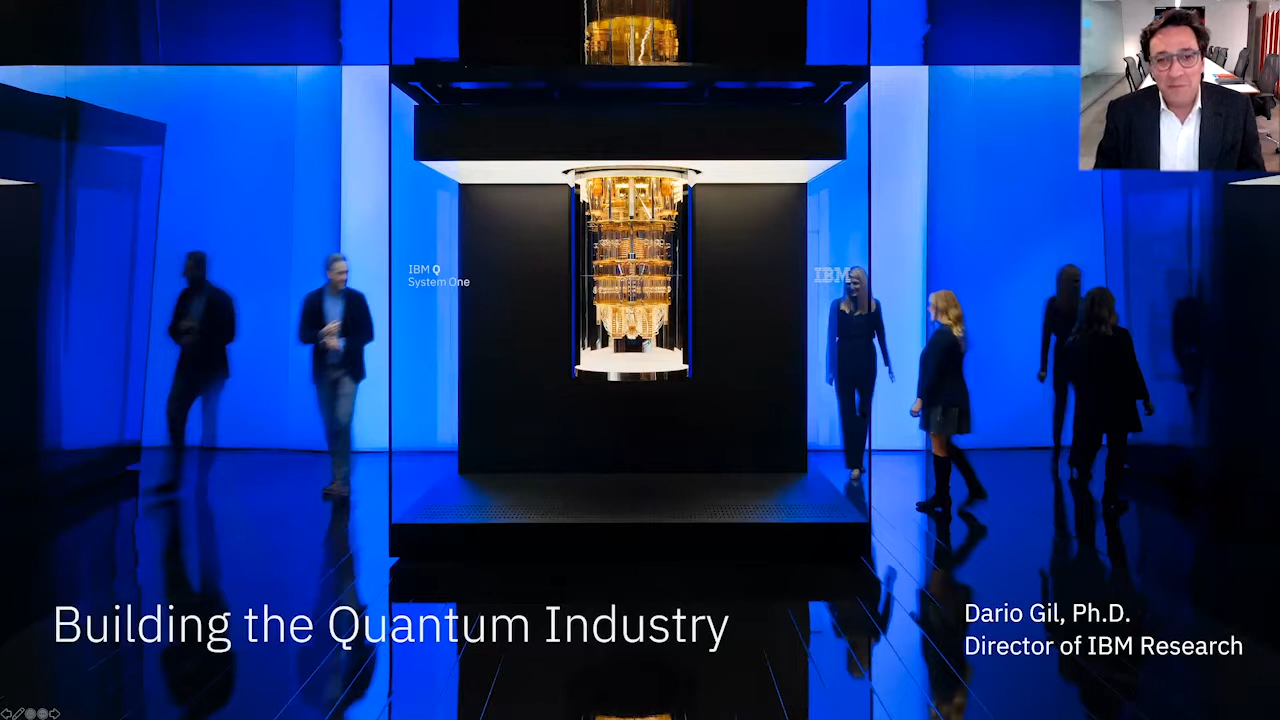 IBM Q
System One
IBM
Building the Quantum Industry
Dario Gil, Ph.D.
Director of IBM Research